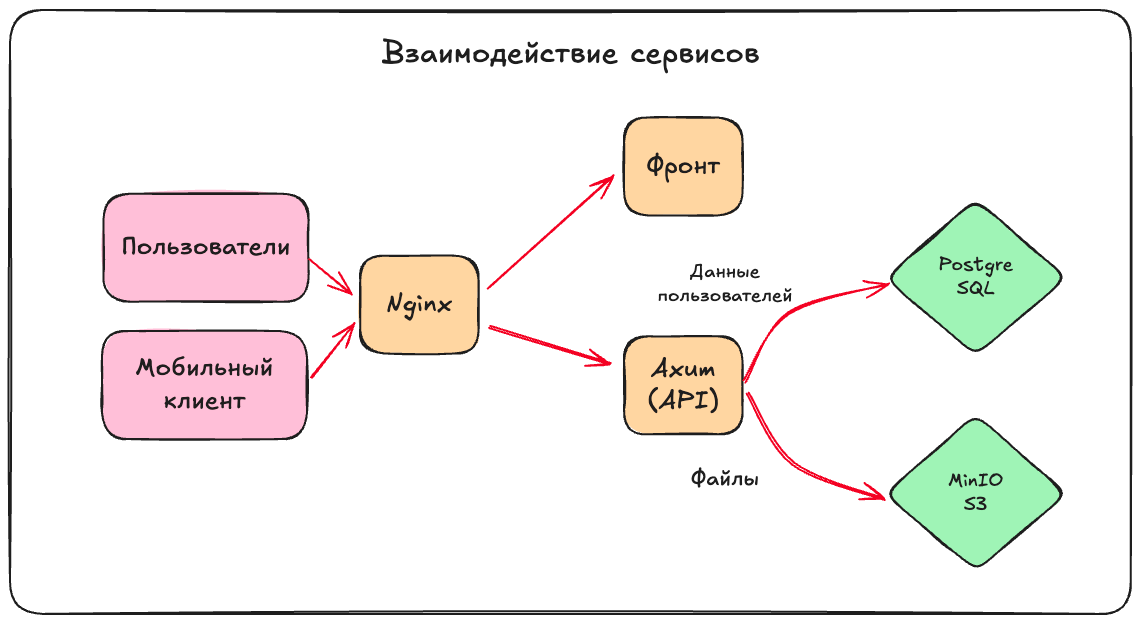 Взаимодействие сервисов
Фронт
Пользователи
Nginx
Мобильный
клиент
Данные
пользователей
Postgre
SQL
Axum
(API)
Файлы
MinIO
S3